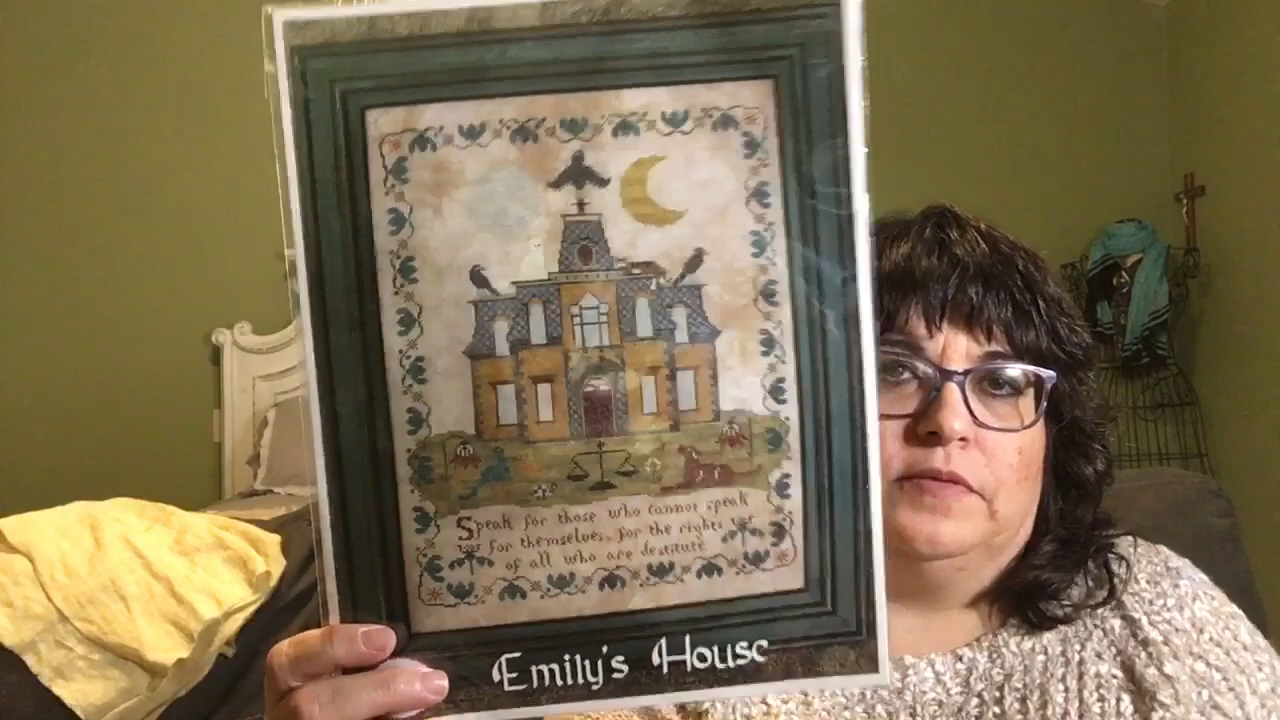 Speak for those who cannot speak
for themselves, for the rights
of all who are destitute
Emily's House